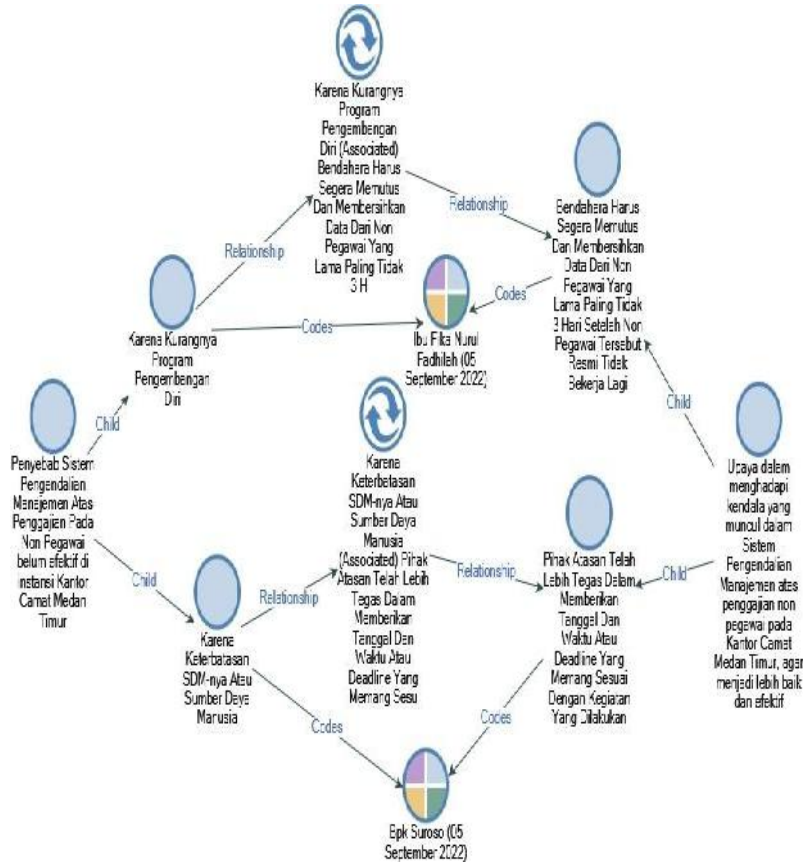 Karena Kurangnya
Program
Pengembangan
Diri (Associated)
Bendahara Harus
Segera Memutus
Dan Membersihkan
Data Dari Non
Pegawai Yang
Lama Paling Tidak
3 H
Relationship
Relationship
Bendahara Harus
Segera Memutus
Dan Membersihkan
Data Dari Non
Pegawai Yang
Lama Paling Tidak
3 Hari Setelah Non
Pegawai Tersebut
Resmi Tidak
Bekerja Lagi
Karena Kurangnya
Program
Pengembangan
Diri
Codes
Codes
Ibu Fika Nurul
Fadhilah (05
September 2022)
Child
Child
Penyebab Sistem
Pengendalian
Manajemen Atas
Penggajian Pada
Non Pegawai
belum efektif di
instansi Kantor
Camat Medan
Timur
Child
Karena
Keterbatasan
SDM-nya Atau
Sumber Daya
Manusia
(Associated) Pihak
Atasan Telah Lebih
Tegas Dalam
Memberikan
Tanggal Dan
Waktu Atau
Deadline Yang
Memang Sesu
Relationship
Relationship
Pihak Atasan Telah
Lebih Tegas Dalam
Memberikan
Tanggal Dan
Waktu Atau
Deadline Yang
Memang Sesuai
Dengan Kegiatan
Yang Dilakukan
Child
Upaya dalam
menghadapi
kendala yang
muncul dalam
Sistem
Pengendalian
Manajemen atas
penggajian non
pegawai pada
Kantor Camat
Medan Timur, agar
menjadi lebih baik
dan efektif
Karena
Keterbatasan
SDM-nya Atau
Sumber Daya
Manusia
Codes
Codes
Bpk Suroso (05
September 2022)